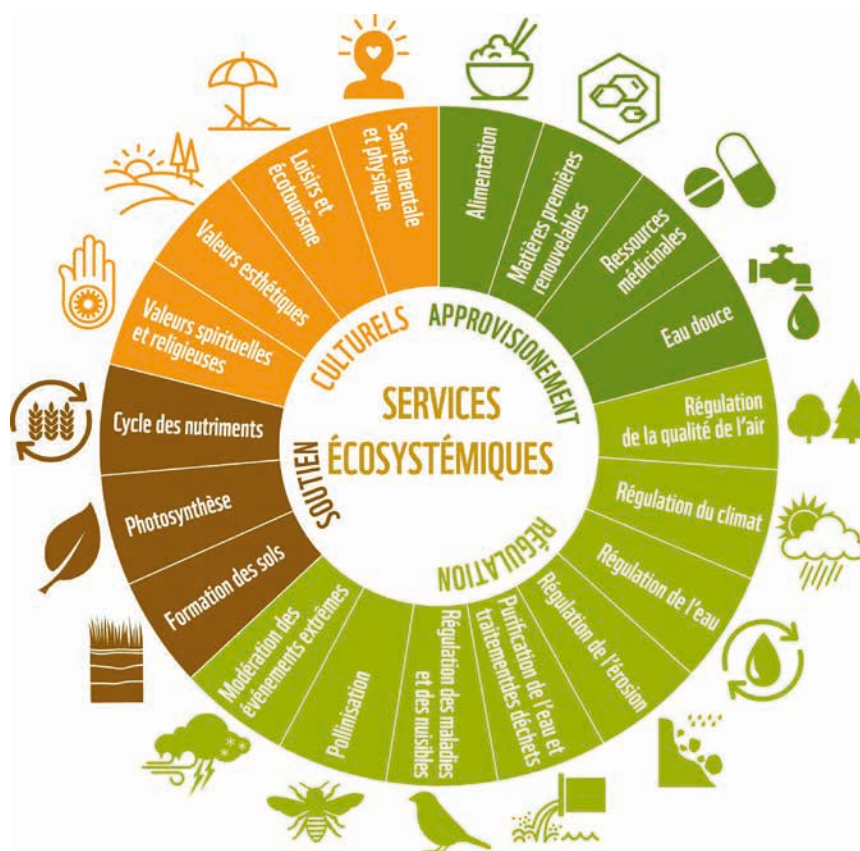 SERVICES
ÉCOSYSTÉMIQUES
CULTURELS
APPROVISIONEMENT
RÉGULATION
SOUTIEN
Alimentation
Matières premières
renouvelables
Ressources
médicinales
Eau douce
Régulation
de la qualité de l'air
Régulation du climat
Régulation de l'eau
Régulation de l'érosion
Purification de l'eau et
traitementdes déchets
Régulation des maladies
et des nuisibles
Pollinisation
Modération des
événements extrêmes
Formation des sols
Photosynthèse
Cycle des nutriments
Valeurs spirituelles
et religieuses
Valeurs esthétiques
Loisirs et
écotourisme
Santé mentale
et physique